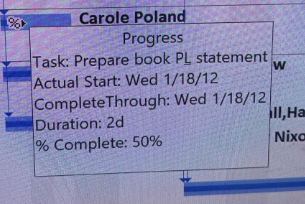 %
Carole Poland
Progress
Task: Prepare book PL statement
Actual Start: Wed 1/18/12
CompleteThrough: Wed 1/18/12
Duration: 2d
% Complete: 50%
w
ll,Ha
Nixo